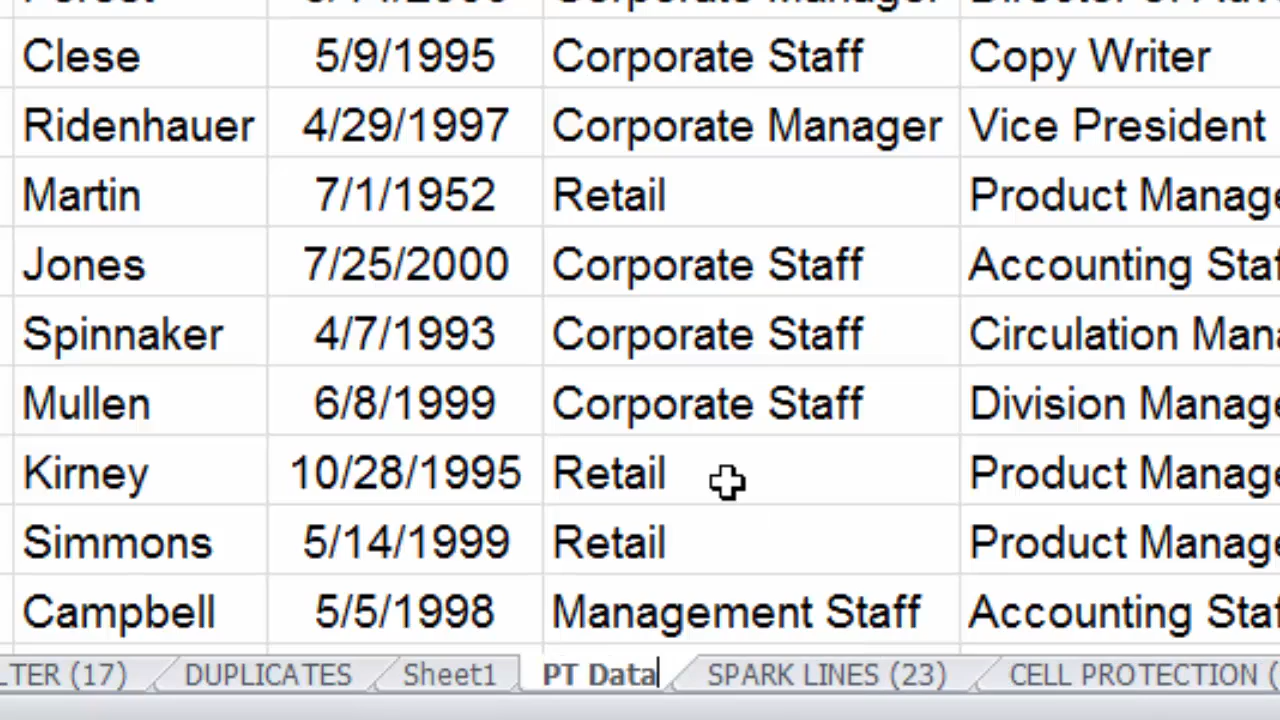 Clese 5/9/1995 Corporate Staff Copy Writer
Ridenhauer 4/29/1997 Corporate Manager Vice President
Martin 7/1/1952 Retail Product Manage
Jones 7/25/2000 Corporate Staff Accounting Staf
Spinnaker 4/7/1993 Corporate Staff Circulation Mana
Mullen 6/8/1999 Corporate Staff Division Manage
Kirney 10/28/1995 Retail Product Manage
Simmons 5/14/1999 Retail Product Manage
Campbell 5/5/1998 Management Staff Accounting Staf
LTER (17) DUPLICATES Sheet1 PT Data SPARK LINES (23) CELL PROTECTION (